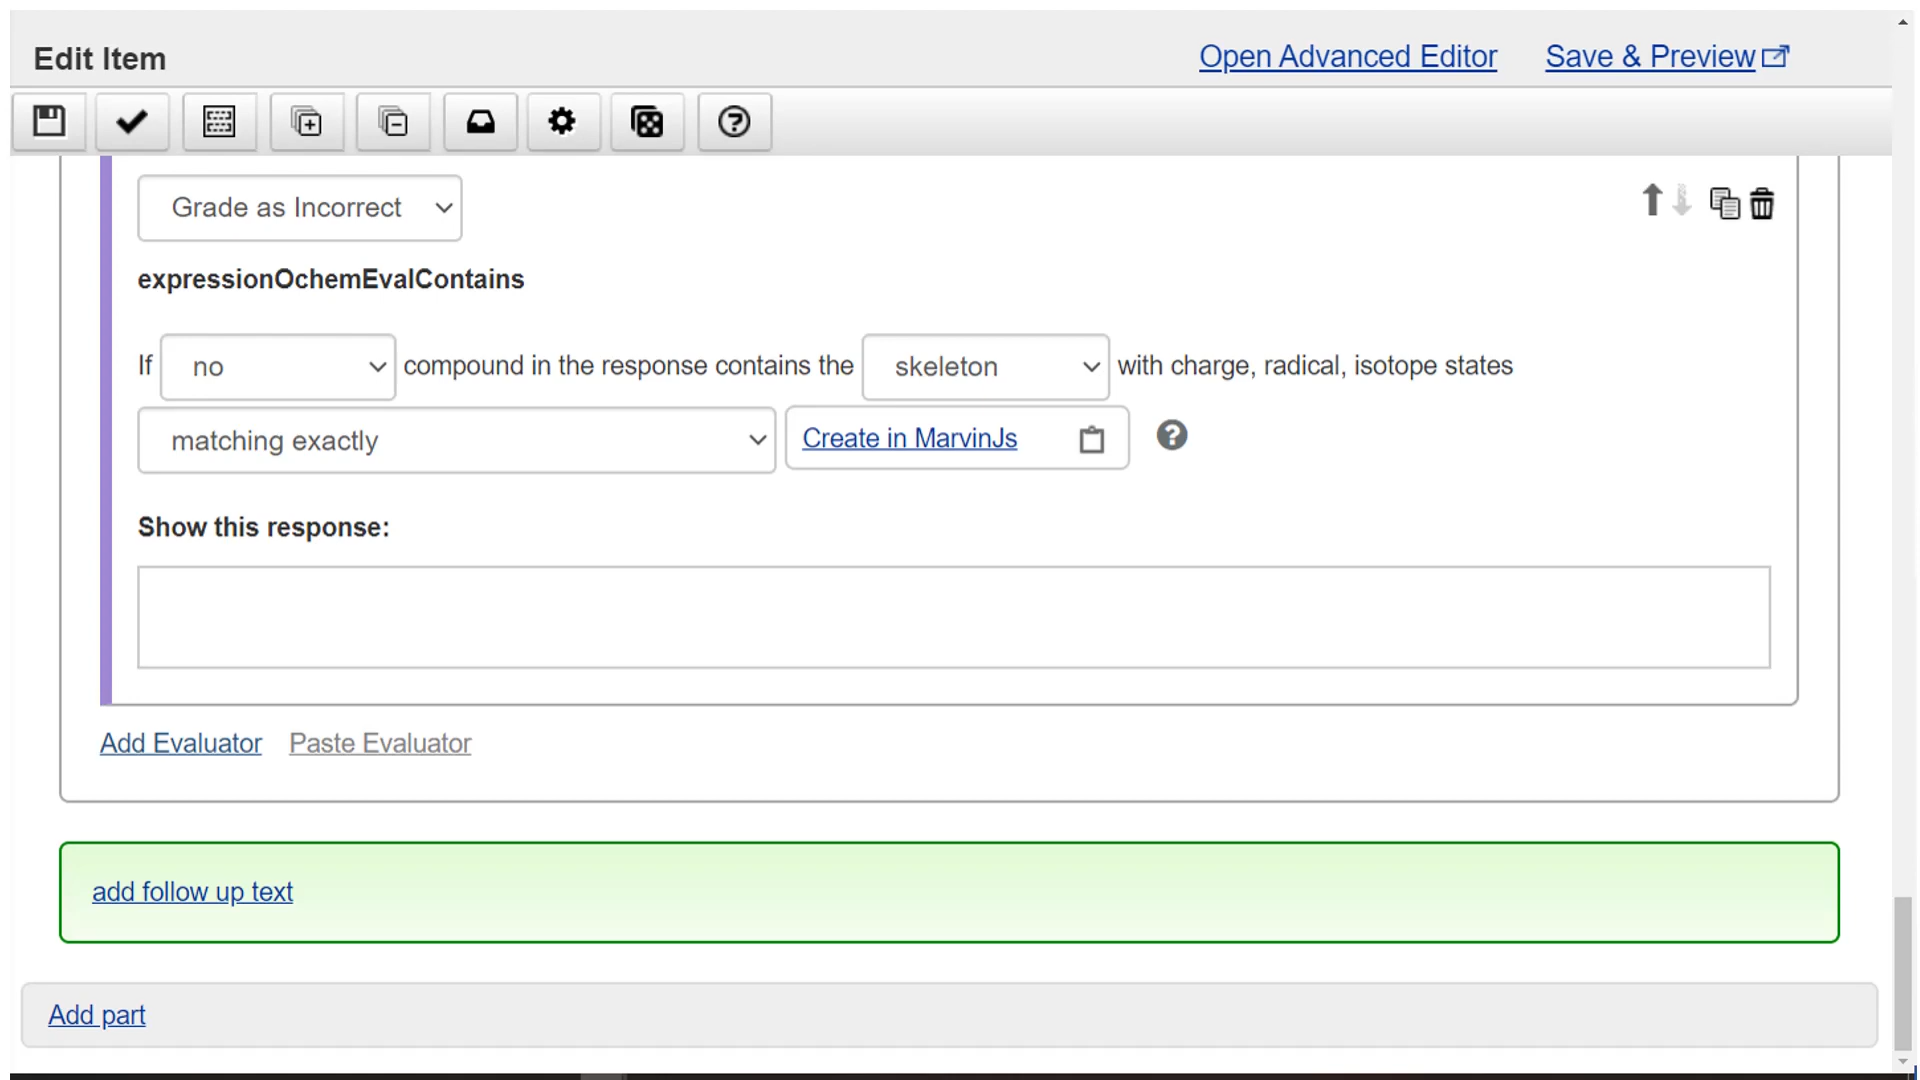 Edit Item
Open Advanced Editor
Save & Preview
Grade as Incorrect
expressionOchemEvalContains
If no compound in the response contains the skeleton with charge, radical, isotope states
matching exactly Create in MarvinJs
Show this response:
Add Evaluator Paste Evaluator
add follow up text
Add part